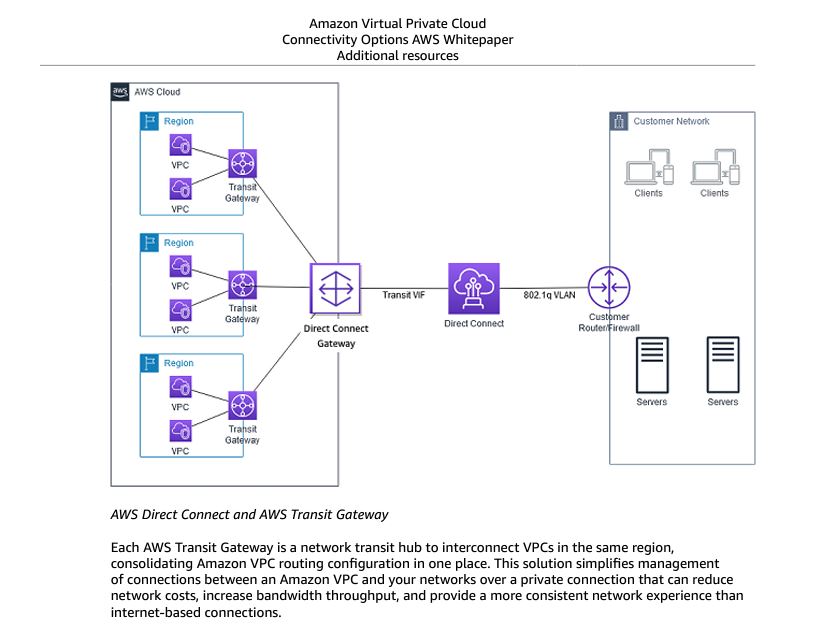 Amazon Virtual Private Cloud
Connectivity Options AWS Whitepaper
Additional resources
aws
AWS Cloud
Region
VPC
VPC
Transit
Gateway
Region
VPC
VPC
Transit
Gateway
Region
VPC
VPC
Transit
Gateway
Direct Connect
Gateway
Transit VIF
Direct Connect
802.1q VLAN
Customer
Router/Firewall
Customer Network
Clients
Clients
Servers
Servers
AWS Direct Connect and AWS Transit Gateway
Each AWS Transit Gateway is a network transit hub to interconnect VPCs in the same region,
consolidating Amazon VPC routing configuration in one place. This solution simplifies management
of connections between an Amazon VPC and your networks over a private connection that can reduce
network costs, increase bandwidth throughput, and provide a more consistent network experience than
internet-based connections.